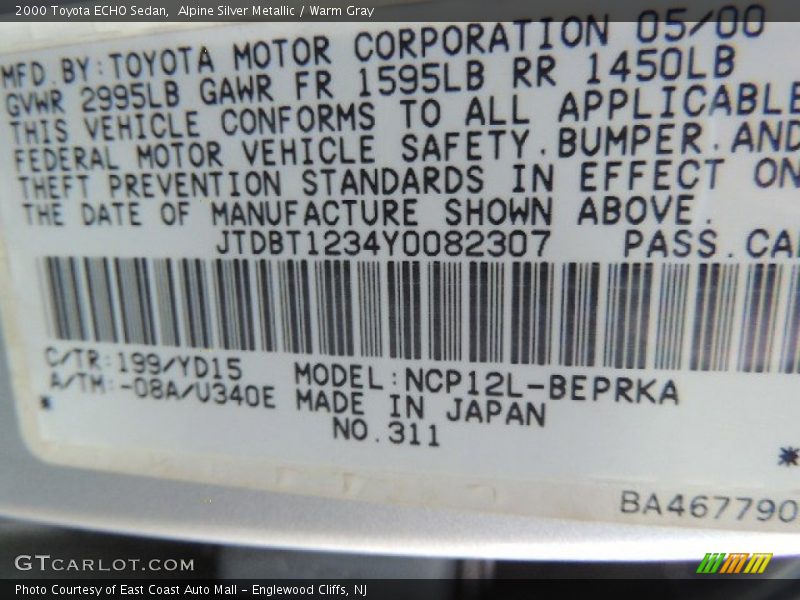 2000 Toyota ECHO Sedan,  Alpine Silver Metallic / Warm Gray
MFD.BY:TOYOTA MOTOR CORPORATION 05/00
GVWR 2995LB GAWR FR 1595LB RR 1450LB
THIS VEHICLE CONFORMS TO ALL APPLICABLE
FEDERAL MOTOR VEHICLE SAFETY.BUMPER.AND
THEFT PREVENTION STANDARDS IN EFFECT ON
THE DATE OF MANUFACTURE SHOWN ABOVE.
JTDBT1234Y0082307 PASS.CAR
C/TR:199/YD15 MODEL:NCP12L-BEPRKA
A/TM:-08A/U340E MADE IN JAPAN
* NO.311 *
BA467790
GTCARLOT.COM
Photo Courtesy of East Coast Auto Mall - Englewood Cliffs, NJ